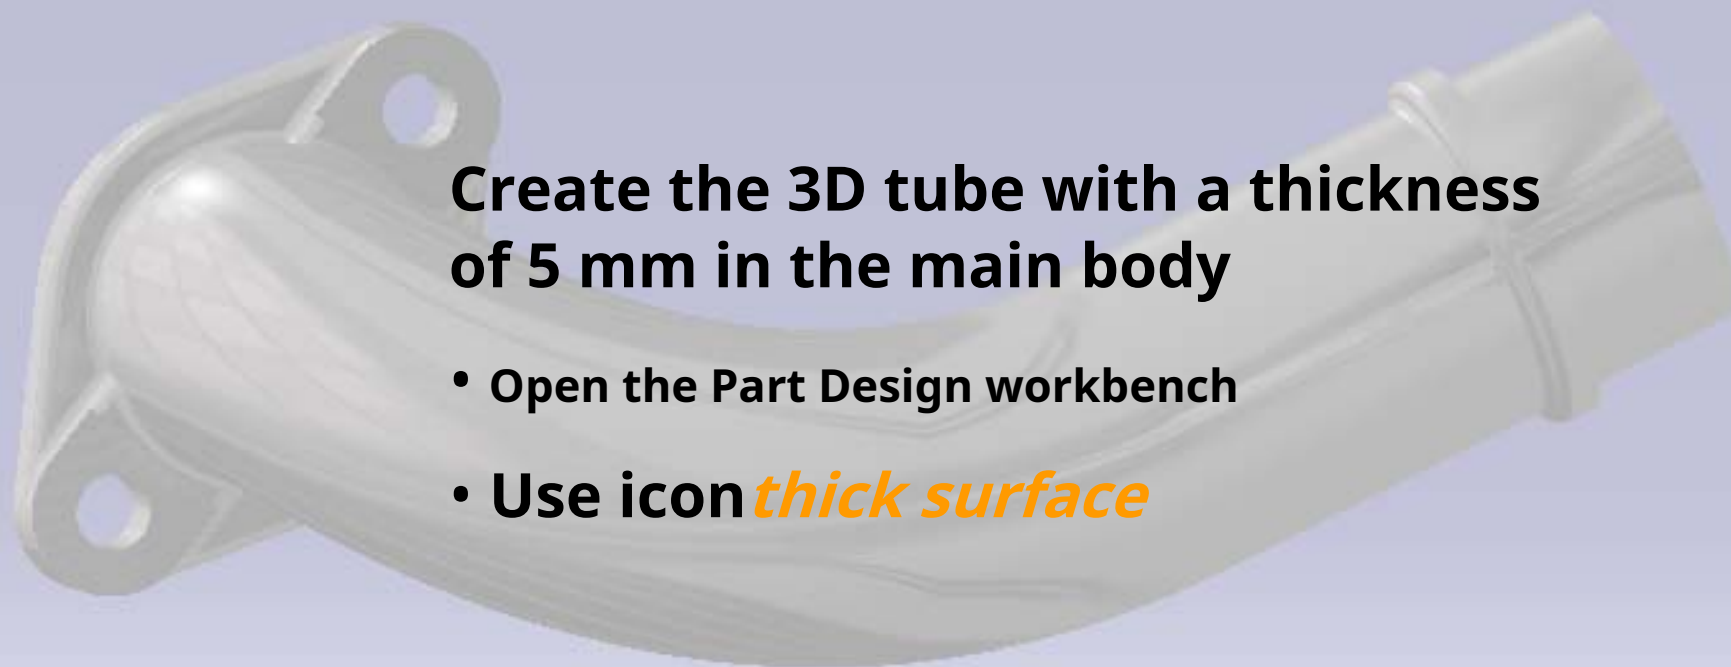 Create the 3D tube with a thickness
of 5 mm in the main body
• Open the Part Design workbench
• Use icon thick surface